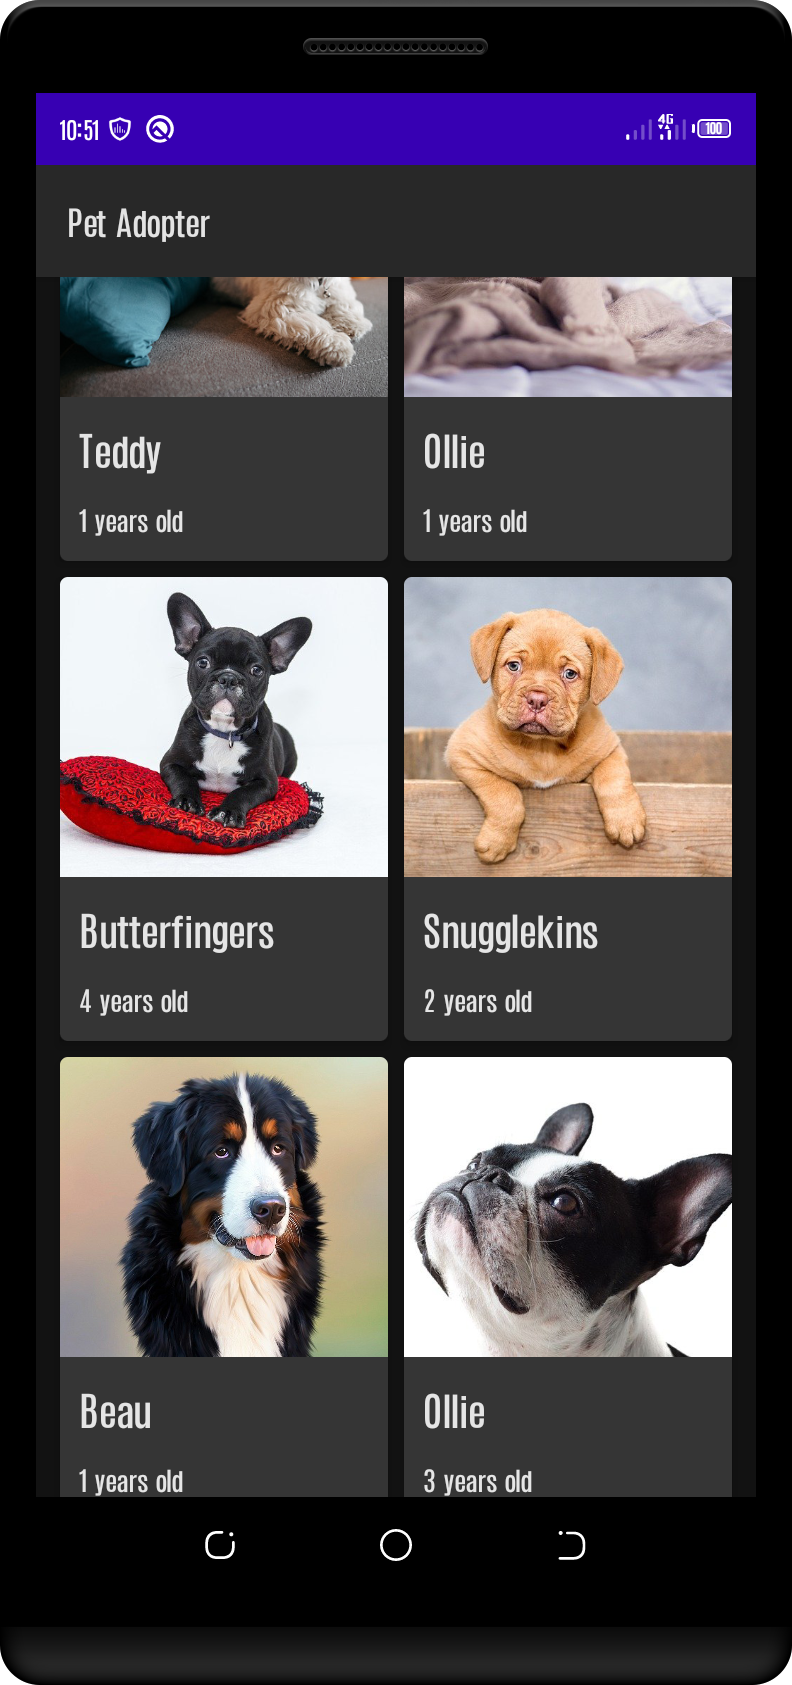 10:51
4G
100
Pet Adopter
Teddy
Ollie
1 years old
1 years old
Butterfingers
Snugglekins
4 years old
2 years old
Beau
Ollie
1 years old
3 years old